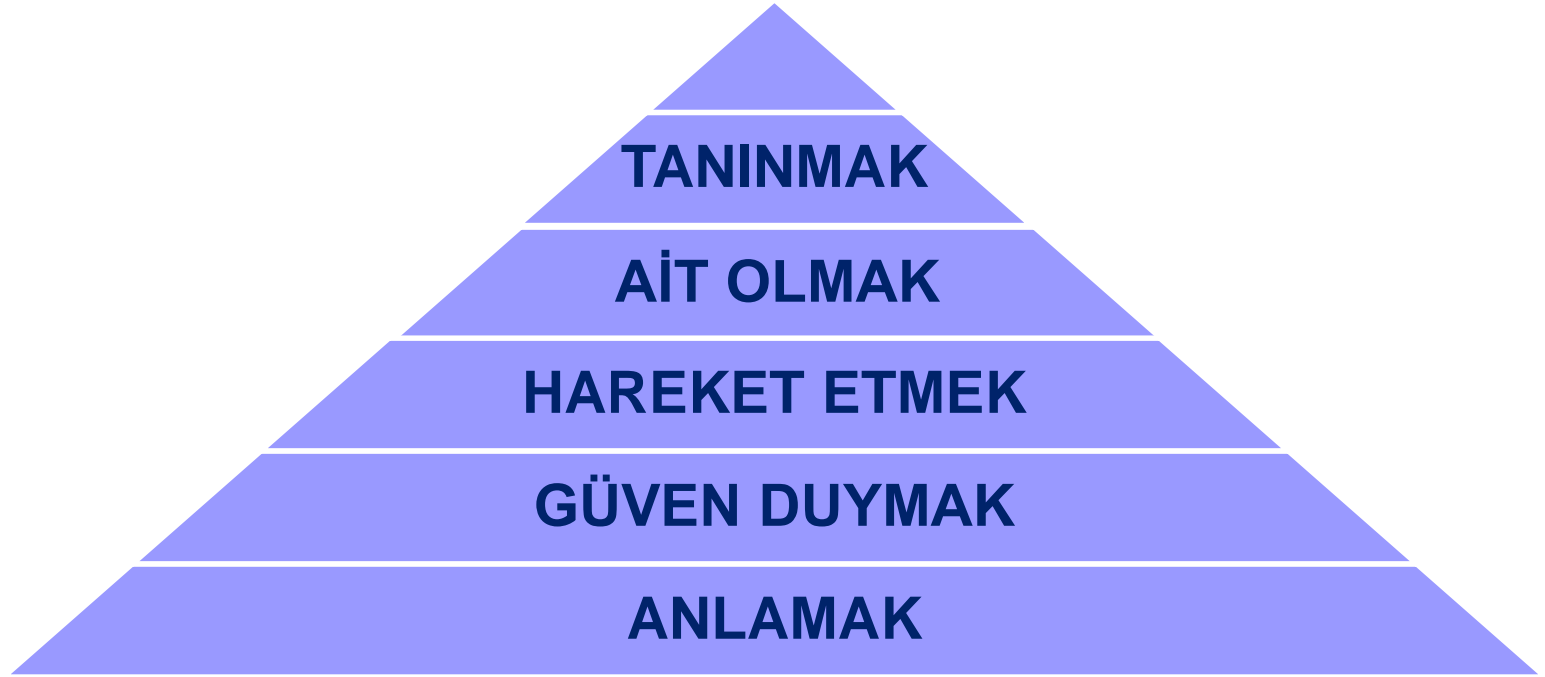 TANINMAK
AİT OLMAK
HAREKET ETMEK
GÜVEN DUYMAK
ANLAMAK